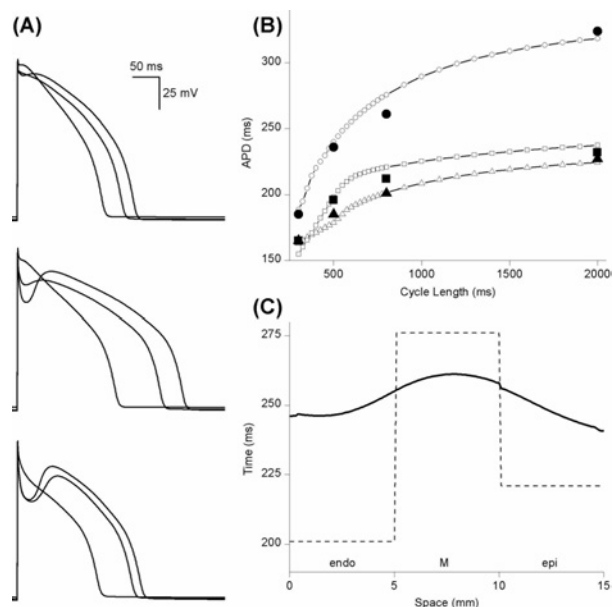 (A)
50 ms
25 mV
(B)
300
250
200
150
APD (ms)
500
1000
1500
2000
Cycle Length (ms)
(C)
275
250
225
200
Time (ms)
endo
M
epi
0
5
10
15
Space (mm)